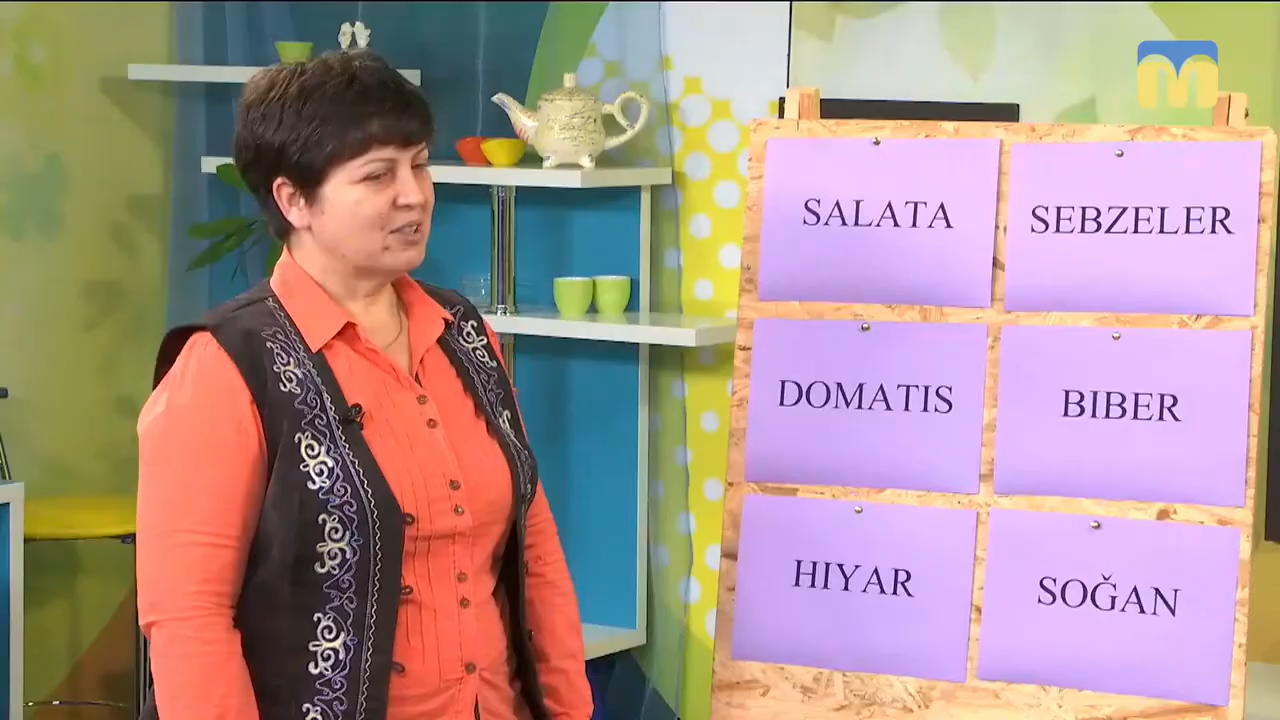 SALATA
SEBZELER
DOMATIS
BIBER
HIYAR
SOĞAN